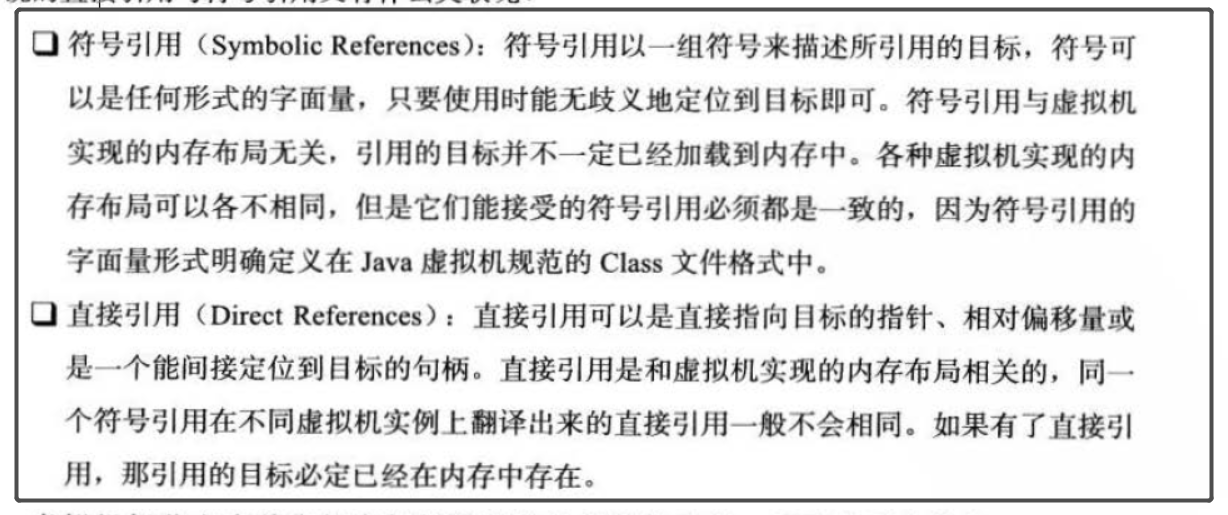 ❑ 符号引用（Symbolic References）：符号引用以一组符号来描述所引用的目标，符号可
以是任何形式的字面量，只要使用时能无歧义地定位到目标即可。符号引用与虚拟机
实现的内存布局无关，引用的目标并不一定已经加载到内存中。各种虚拟机实现的内
存布局可以各不相同，但是它们能接受的符号引用必须都是一致的，因为符号引用的
字面量形式明确定义在 Java 虚拟机规范的 Class 文件格式中。
❑ 直接引用（Direct References）：直接引用可以是直接指向目标的指针、相对偏移量或
是一个能间接定位到目标的句柄。直接引用是和虚拟机实现的内存布局相关的，同一
个符号引用在不同虚拟机实例上翻译出来的直接引用一般不会相同。如果有了直接引
用，那引用的目标必定已经在内存中存在。